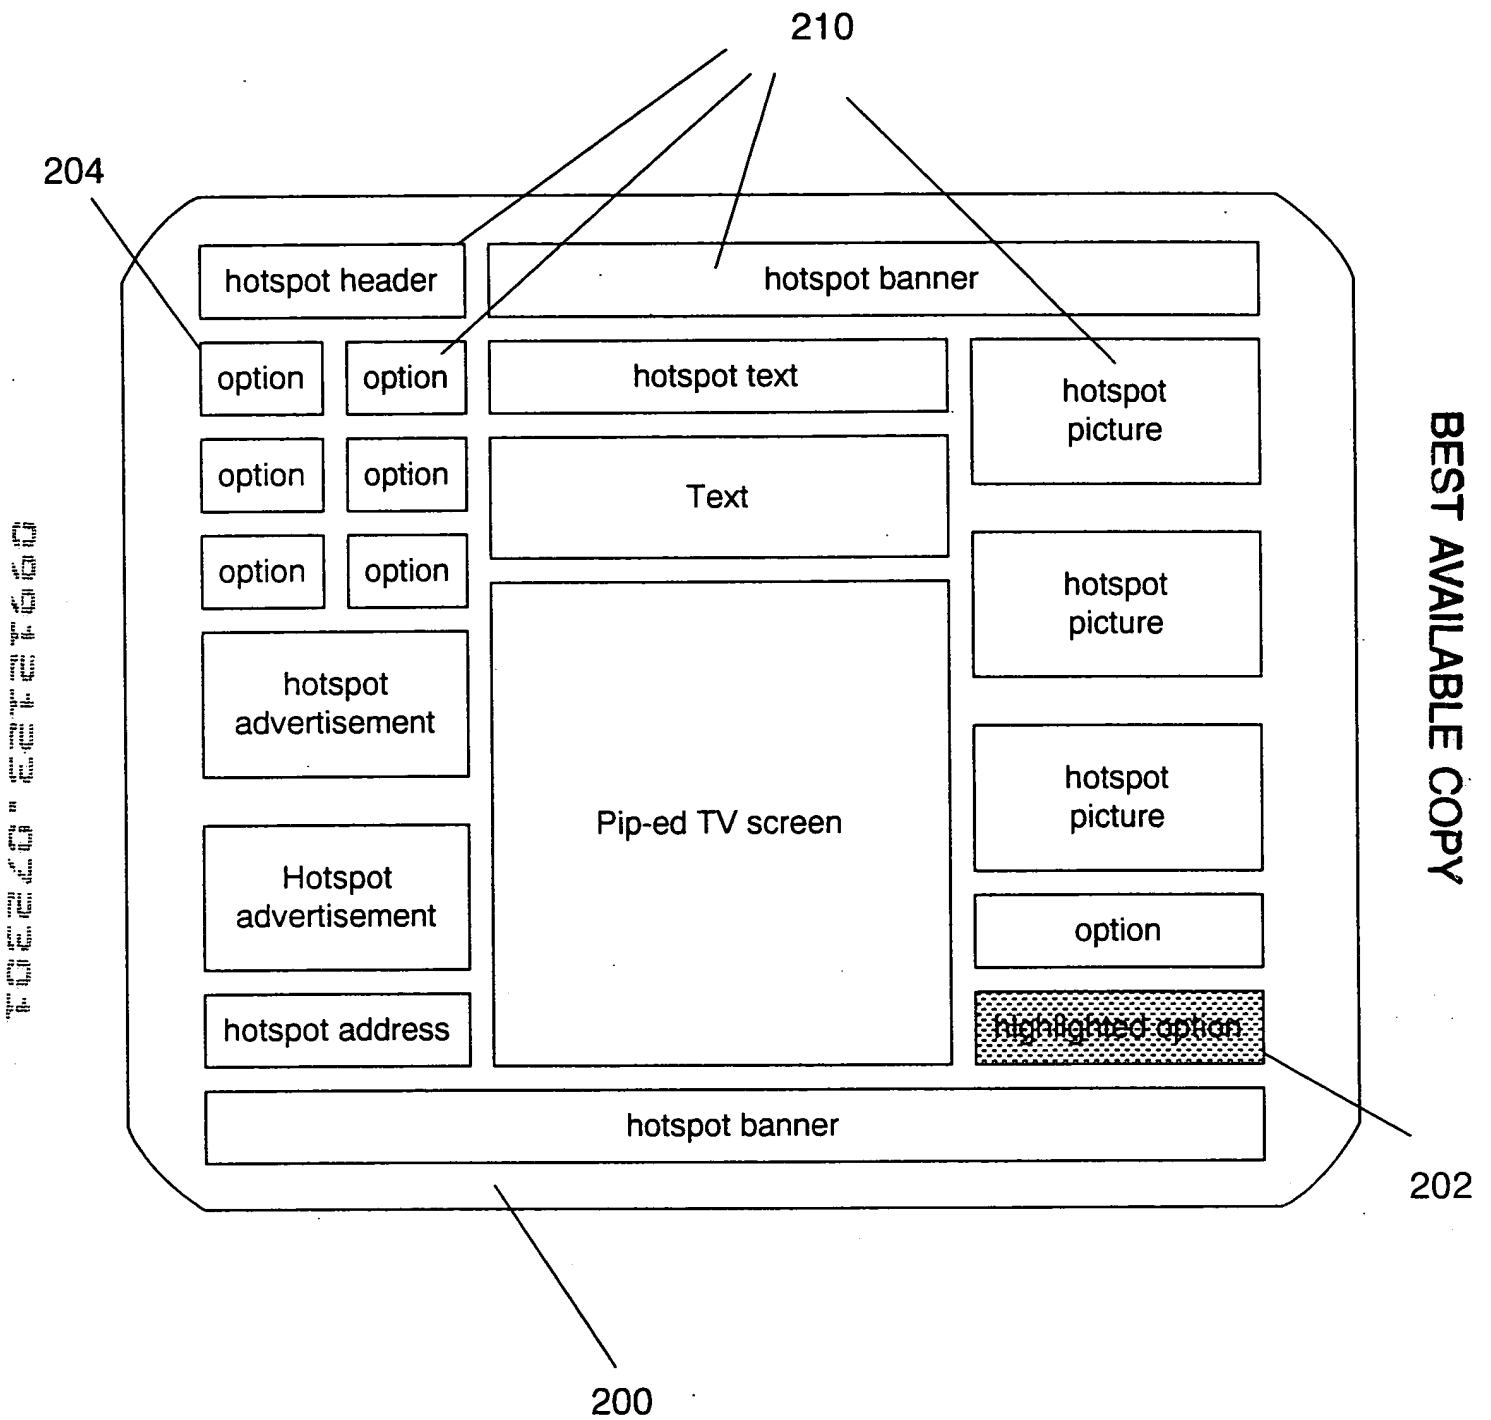 210
204
hotspot header
hotspot banner
option
option
hotspot text
hotspot
picture
option
option
Text
option
option
hotspot
picture
hotspot
advertisement
Pip-ed TV screen
hotspot
picture
Hotspot
advertisement
option
hotspot address
highlighted option
hotspot banner
202
200
BEST AVAILABLE COPY
09912123.072301